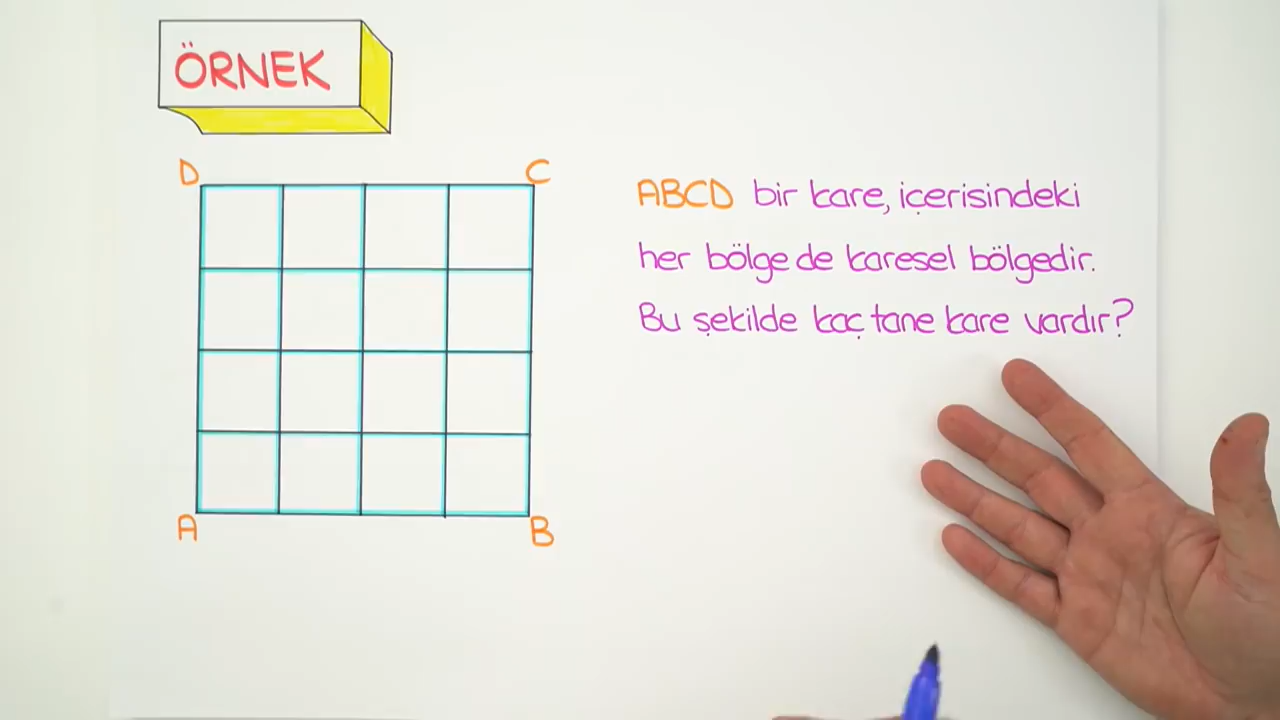 ÖRNEK
D
C
ABCD bir kare, içerisindeki
her bölge de karesel bölgedir.
Bu şekilde kaç tane kare vardır?
A
B